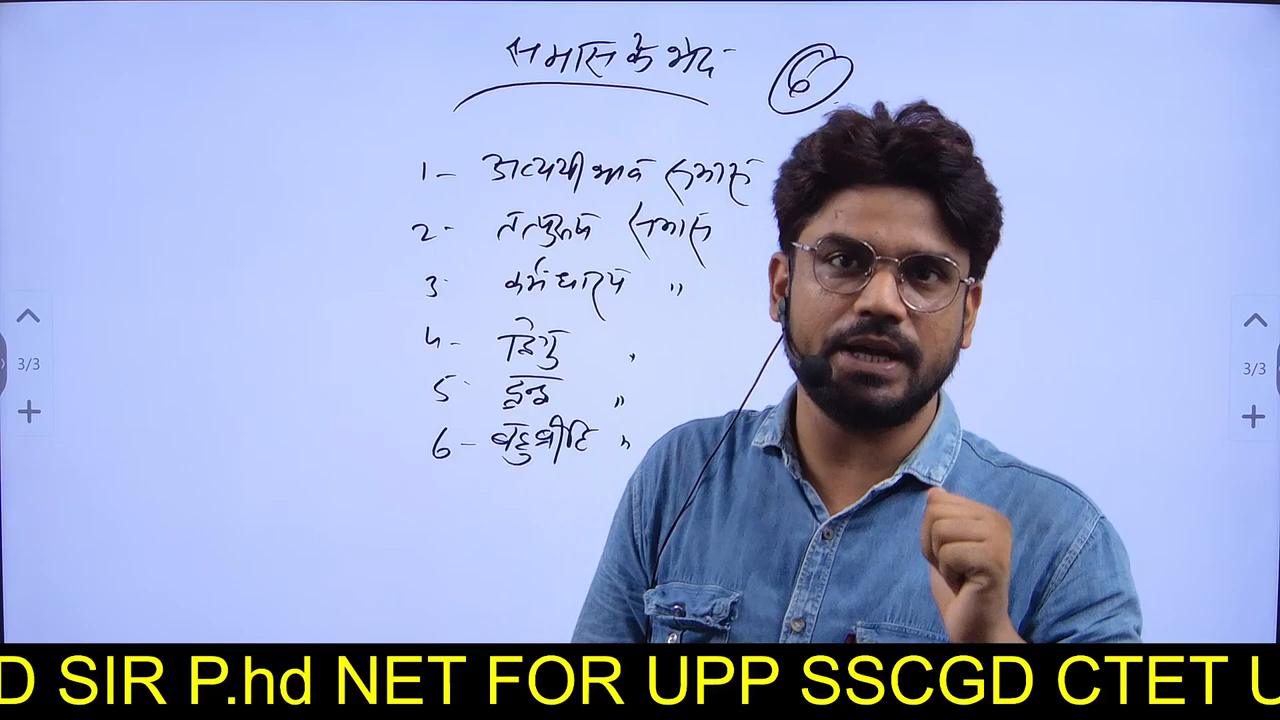 समास के भेद 6
1- अव्ययीभाव समास
2- तत्पुरुष समास
3 कर्मधारय "
4- द्विगु "
5- द्वन्द्व "
6- बहुव्रीहि "
3/3
3/3
D SIR P.hd NET FOR UPP SSCGD CTET U